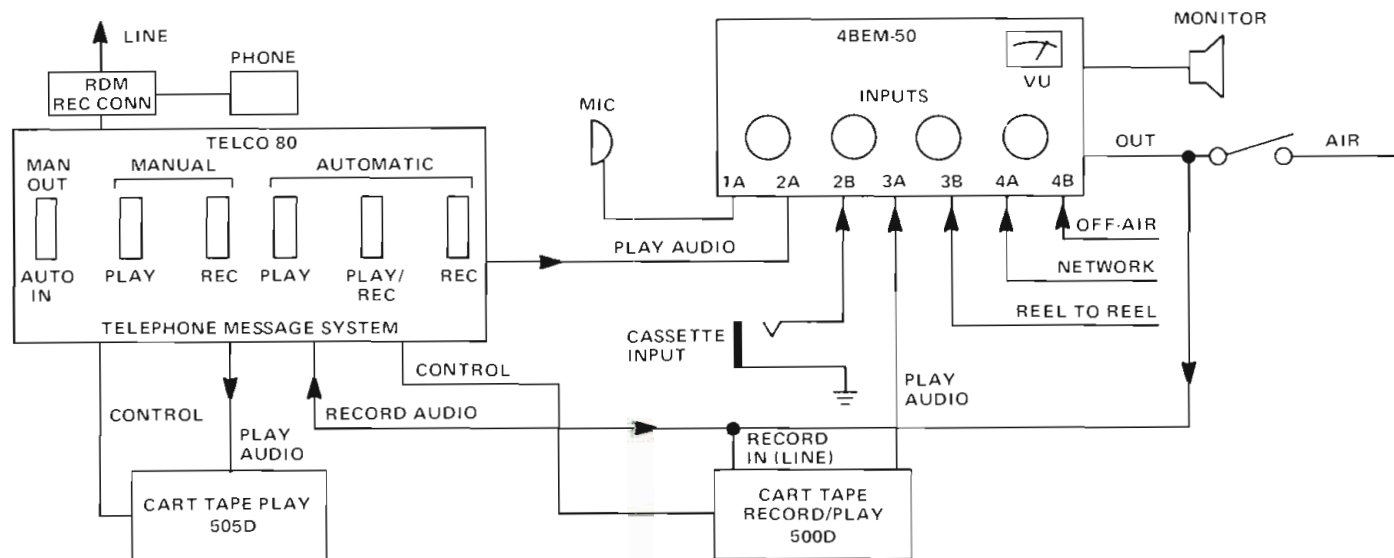 LINE
PHONE
RDM
REC CONN
TELCO 80
MAN
OUT
MANUAL
AUTOMATIC
AUTO
IN
PLAY
REC
PLAY
PLAY/
REC
REC
TELEPHONE MESSAGE SYSTEM
MIC
4BEM-50
VU
INPUTS
MONITOR
1A
2A
2B
3A
3B
4A
4B
OUT
AIR
PLAY AUDIO
OFF-AIR
NETWORK
REEL TO REEL
CASSETTE
INPUT
CONTROL
PLAY
AUDIO
CONTROL
RECORD AUDIO
PLAY
AUDIO
RECORD
IN (LINE)
CART TAPE PLAY
505D
CART TAPE
RECORD/PLAY
500D